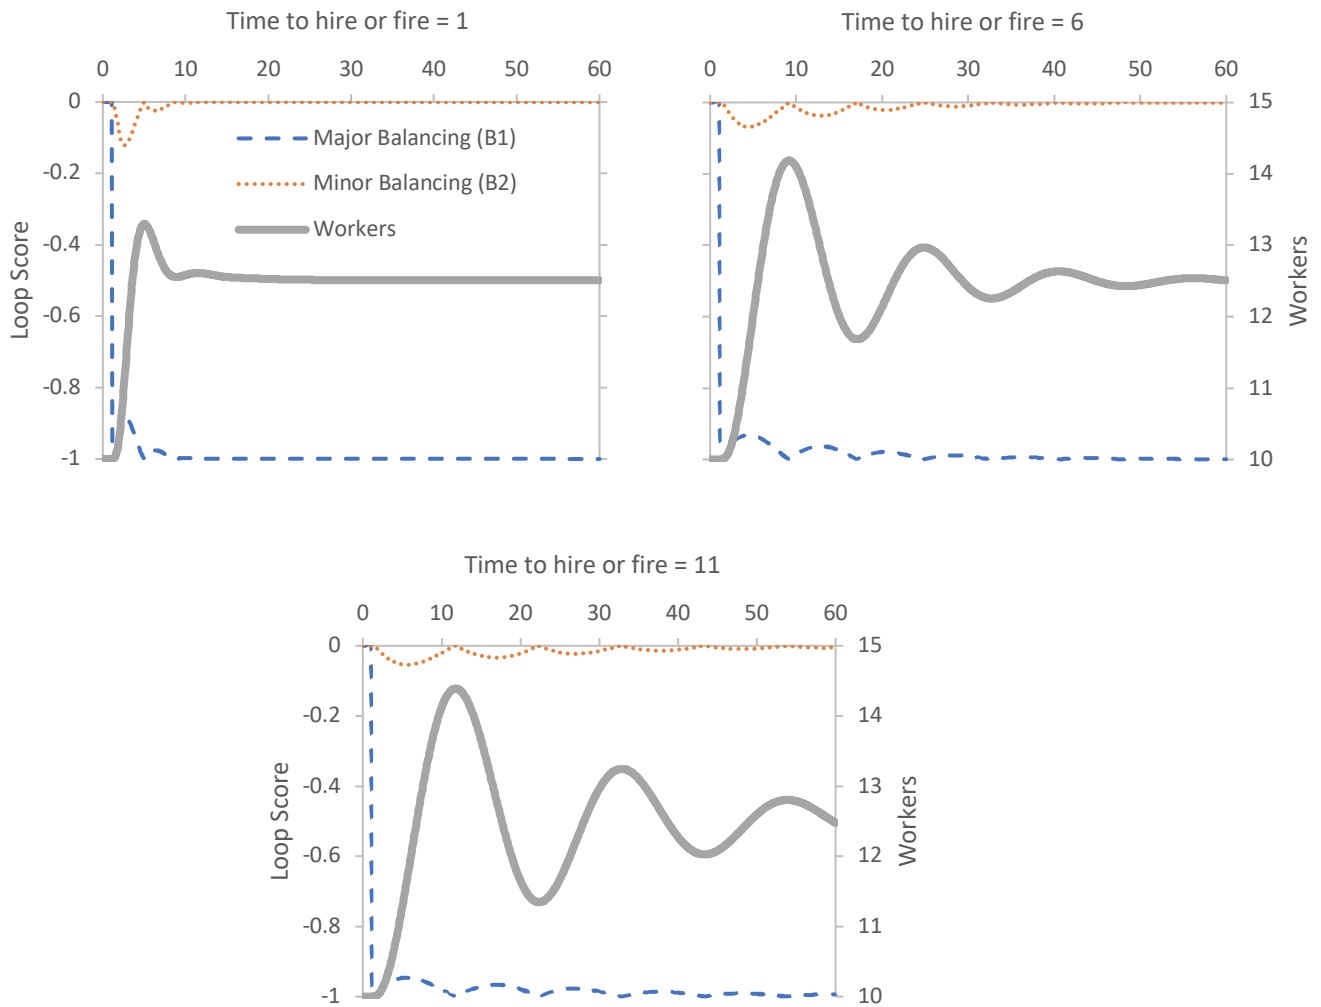 Time to hire or fire = 1
0 10 20 30 40 50 60
0
-0.2
-0.4
-0.6
-0.8
-1
Loop Score
Major Balancing (B1)
Minor Balancing (B2)
Workers
Time to hire or fire = 6
0 10 20 30 40 50 60
15
14
13
12
11
10
Workers
Time to hire or fire = 11
0 10 20 30 40 50 60
0
-0.2
-0.4
-0.6
-0.8
-1
Loop Score
15
14
13
12
11
10
Workers